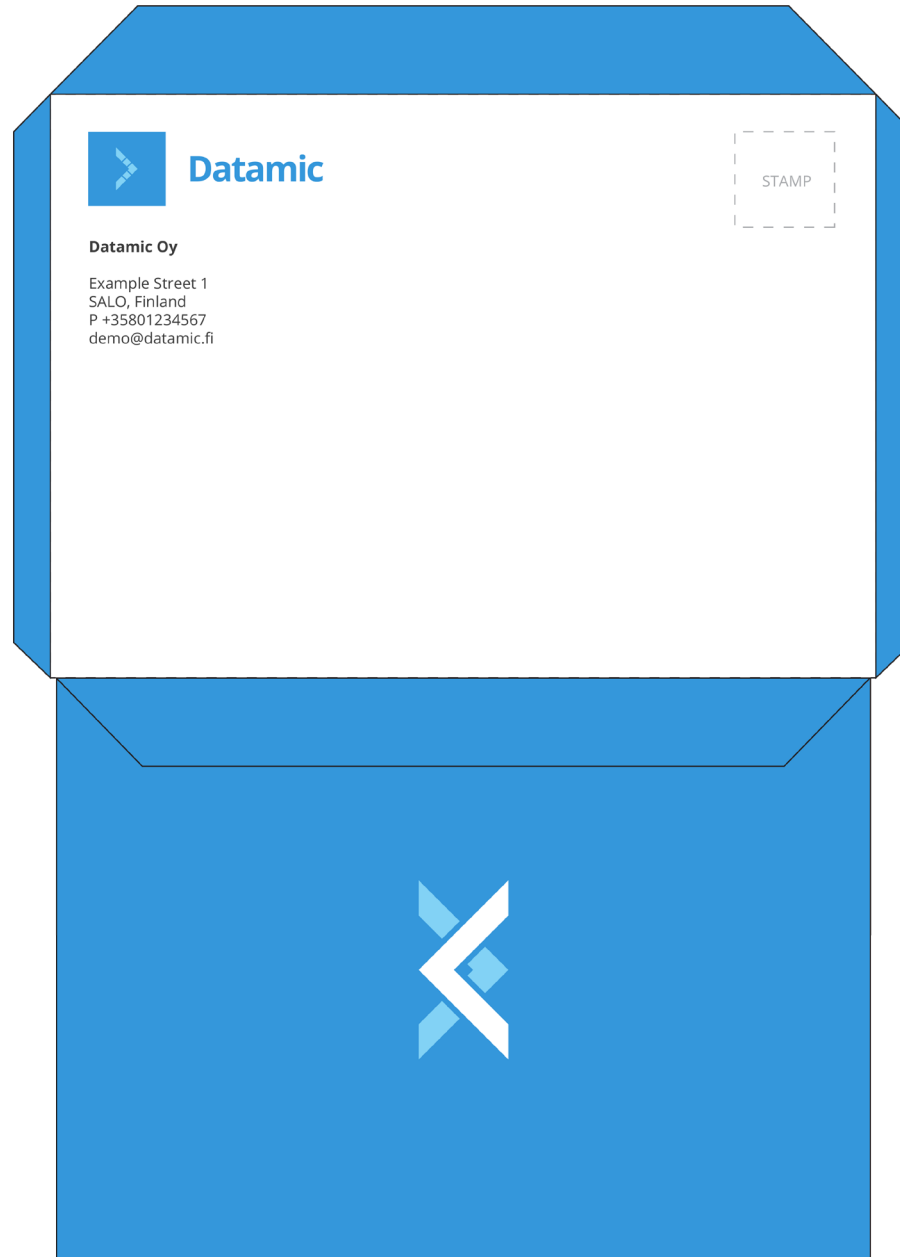 Datamic
STAMP
Datamic Oy
Example Street 1
SALO, Finland
P +35801234567
demo@datamic.fi